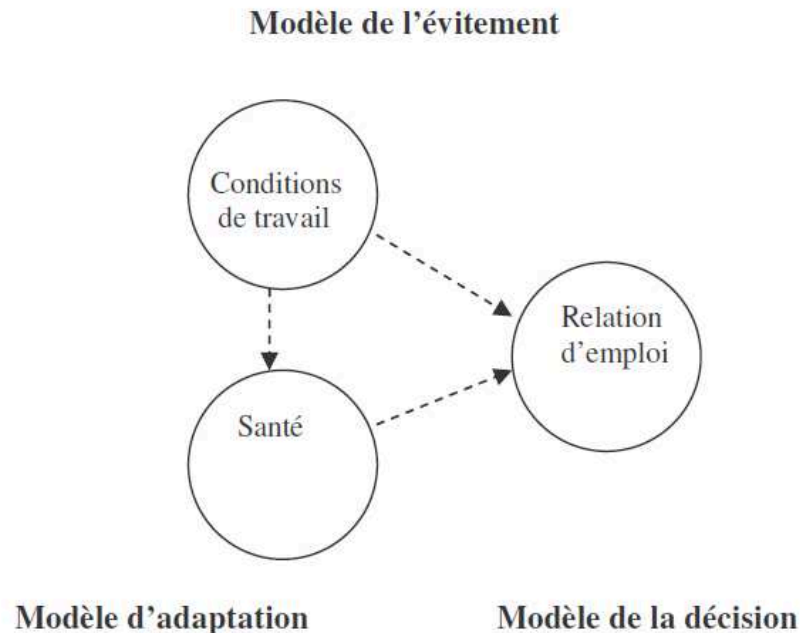 Modèle de l’évitement
Conditions
de travail
Relation
d’emploi
Santé
Modèle d’adaptation
Modèle de la décision